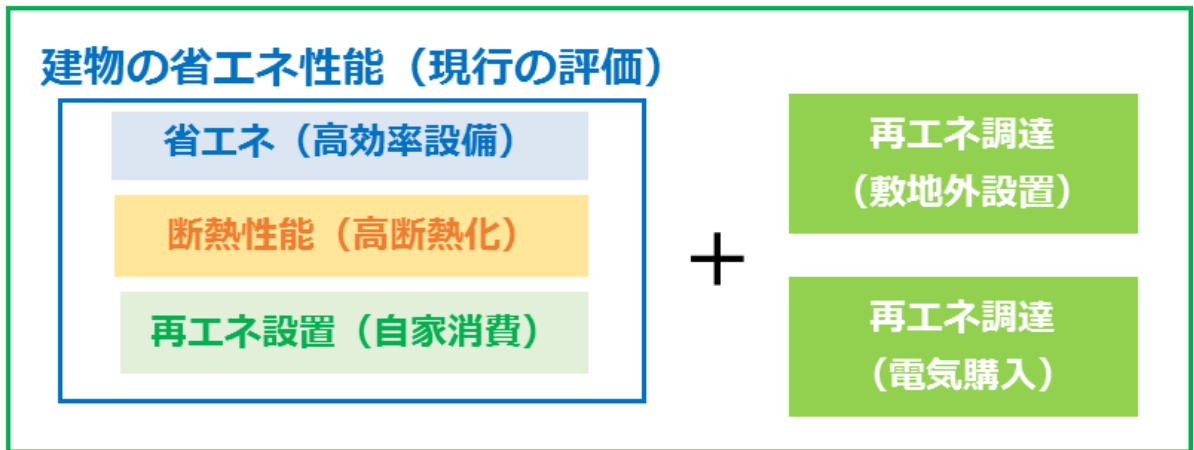 建物の省エネ性能（現行の評価）
省エネ（高効率設備）
断熱性能（高断熱化）
再エネ設置（自家消費）
＋
再エネ調達
（敷地外設置）
再エネ調達
（電気購入）